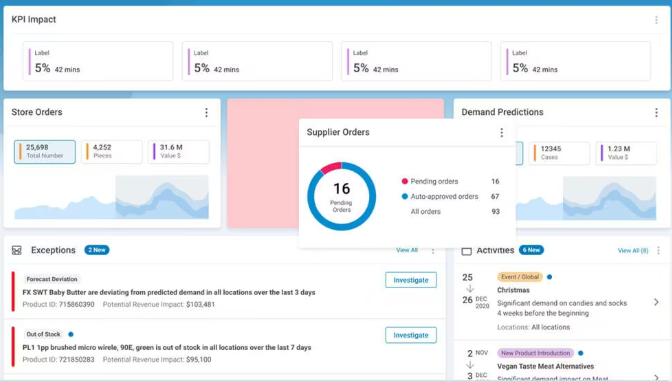 KPI Impact
Label
5% 42 mins
Label
5% 42 mins
Label
5% 42 mins
Label
5% 42 mins
Store Orders
25,698
Total Number
4,252
Pieces
31.6 M
Value $
Supplier Orders
16
Pending
Orders
Pending orders 16
Auto-approved orders 67
All orders 93
Demand Predictions
12345
Cases
1.23 M
Value $
Exceptions 2 New
View All
Forecast Deviation
FX SWT Baby Butter are deviating from predicted demand in all locations over the last 3 days
Product ID: 715860390 Potential Revenue Impact: $103,481
Investigate
Out of Stock
PL1 1pp brushed micro wirele, 90E, green is out of stock in all locations over the last 7 days
Product ID: 721850283 Potential Revenue Impact: $95,100
Investigate
Activities 6 New
View All (8)
25
26 DEC
2020
Event / Global
Christmas
Significant demand on candies and socks
4 weeks before the beginning
Locations: All locations
2 NOV
3 DEC
New Product Introduction
Vegan Taste Meat Alternatives
Significant demand impact on Meat